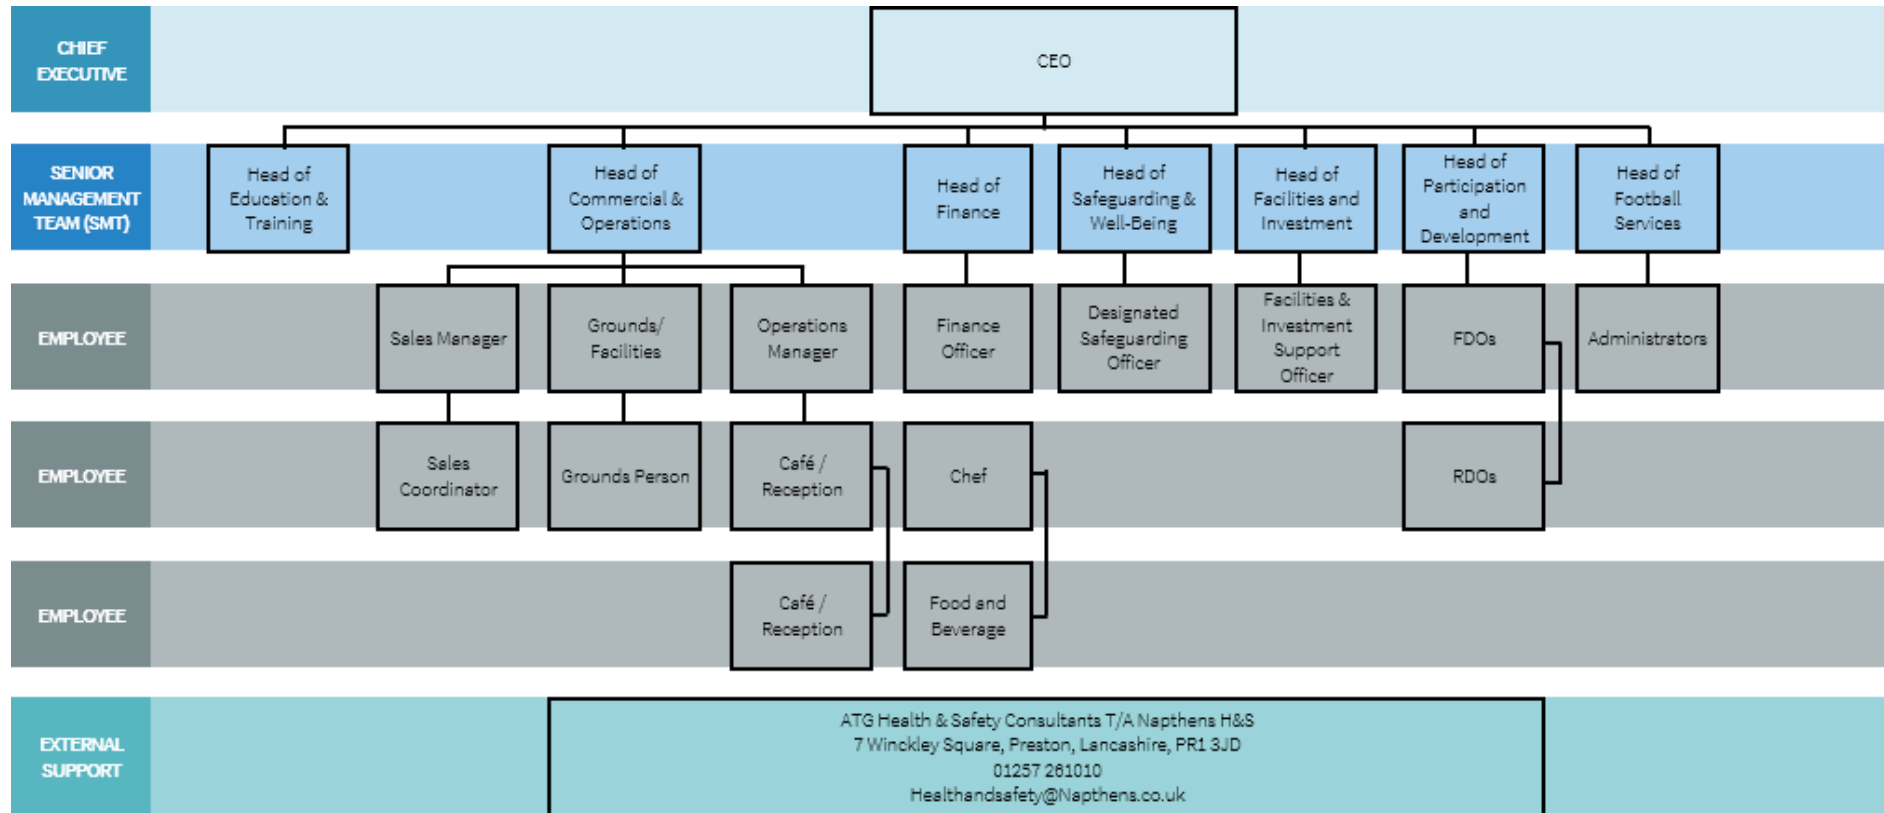 CHIEF
EXECUTIVE
CEO
SENIOR
MANAGEMENT
TEAM (SMT)
Head of
Education &
Training
Head of
Commercial &
Operations
Head of
Finance
Head of
Safeguarding &
Well-Being
Head of
Facilities and
Investment
Head of
Participation
and
Development
Head of
Football
Services
EMPLOYEE
Sales Manager
Grounds/
Facilities
Operations
Manager
Finance
Officer
Designated
Safeguarding
Officer
Facilities &
Investment
Support
Officer
FDOs
Administrators
EMPLOYEE
Sales
Coordinator
Grounds Person
Café /
Reception
Chef
RDOs
EMPLOYEE
Café /
Reception
Food and
Beverage
EXTERNAL
SUPPORT
ATG Health & Safety Consultants T/A Napthens H&S
7 Winckley Square, Preston, Lancashire, PR1 3JD
01257 261010
Healthandsafety@Napthens.co.uk